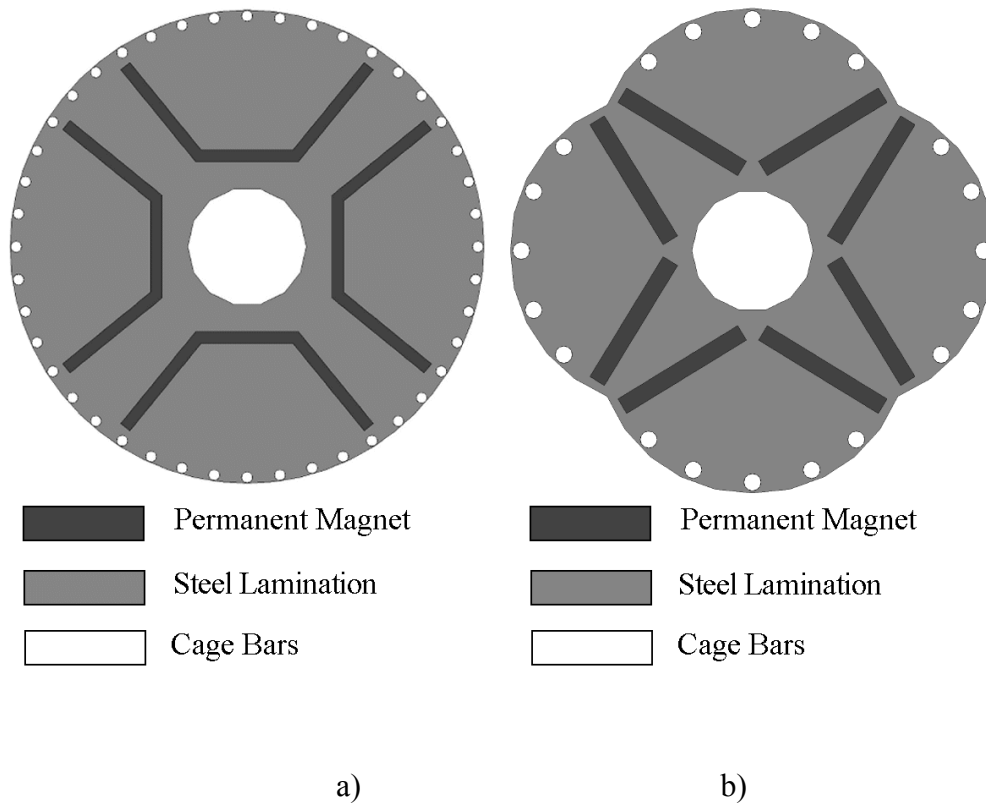 Permanent Magnet
Steel Lamination
Cage Bars
Permanent Magnet
Steel Lamination
Cage Bars
a)
b)